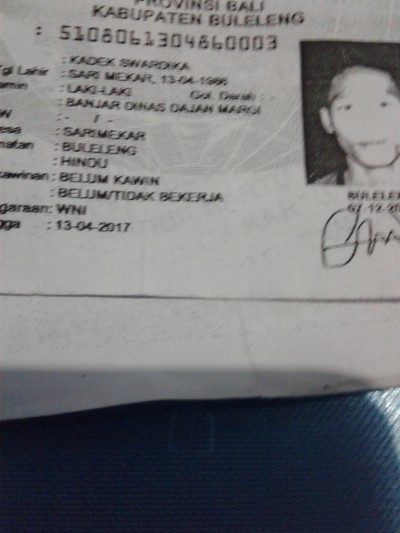 PROVINSI BALI
KABUPATEN BULELENG
: 5108061304860003
: KADEK SWARDIKA
Tgl Lahir : SARI MEKAR, 13-04-1986
amin : LAKI-LAKI Gol. Darah : -
: BANJAR DINAS DAJAN MARGI
W : - / -
esa : SARIMEKAR
matan : BULELENG
: HINDU
awinan : BELUM KAWIN
: BELUM/TIDAK BEKERJA
garaan : WNI
gga : 13-04-2017
BULELE
07-12-20